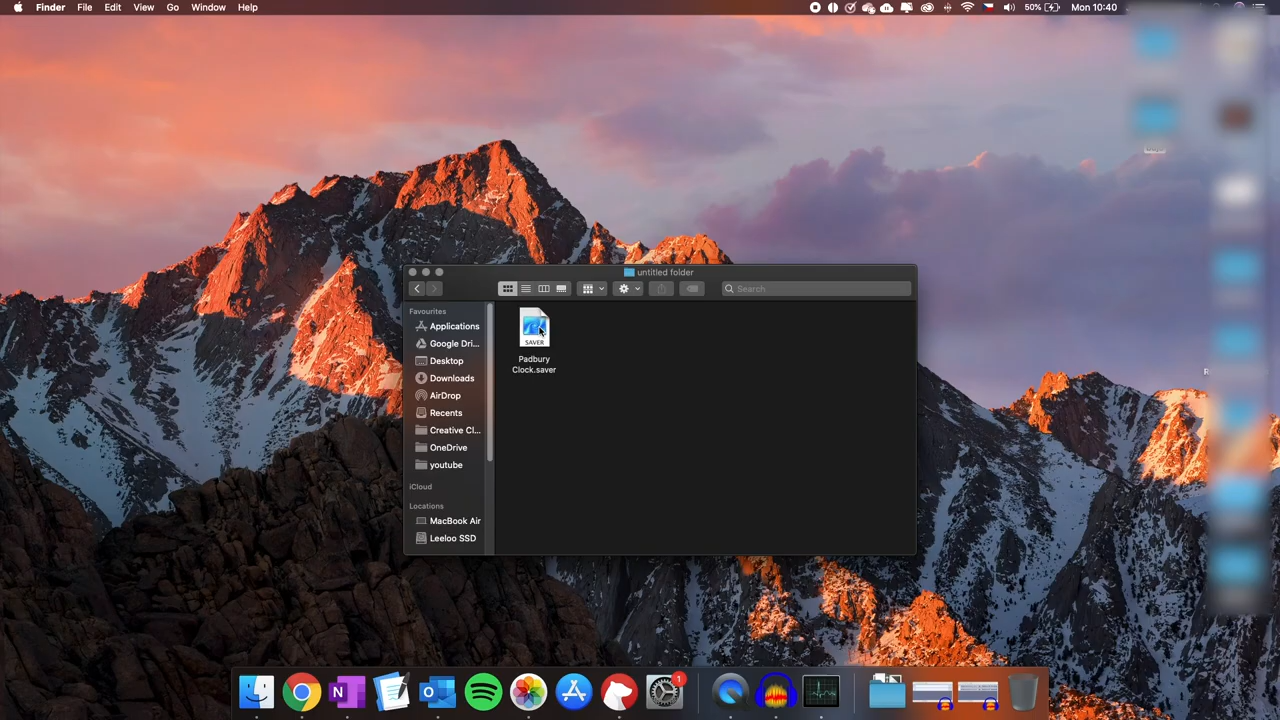 Finder File Edit View Go Window Help
50% Mon 10:40
untitled folder
Search
Favourites
Applications
Google Dri...
Desktop
Downloads
AirDrop
Recents
Creative Cl...
OneDrive
youtube
iCloud
Locations
MacBook Air
Leeloo SSD
SAVER
Padbury
Clock.saver
R
N
O
1